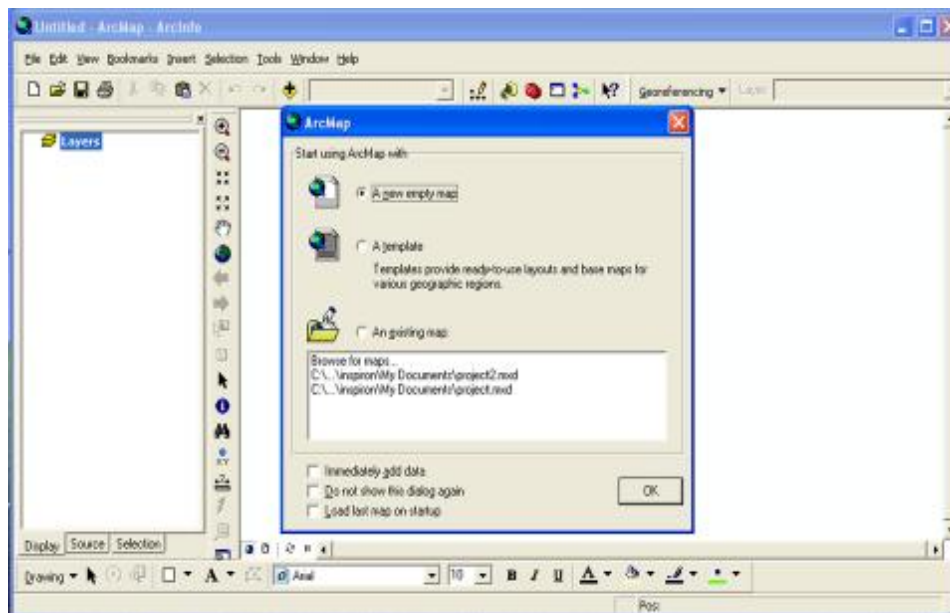 Untitled - ArcMap - ArcInfo
File Edit View Bookmarks Insert Selection Tools Window Help
Georeferencing
Layer:
Layers
ArcMap
Start using ArcMap with
A new empty map
A template
Templates provide ready-to-use layouts and base maps for
various geographic regions.
An existing map:
Browse for maps...
C:\...\inspiron\My Documents\project2.mxd
C:\...\inspiron\My Documents\project.mxd
Immediately add data
Do not show this dialog again
Load last map on startup
OK
Display Source Selection
Drawing A Arial 10 B I U A